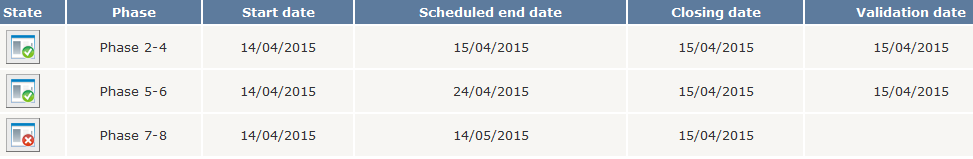 State Phase Start date Scheduled end date Closing date Validation date
Phase 2-4 14/04/2015 15/04/2015 15/04/2015 15/04/2015
Phase 5-6 14/04/2015 24/04/2015 15/04/2015 15/04/2015
Phase 7-8 14/04/2015 14/05/2015 15/04/2015